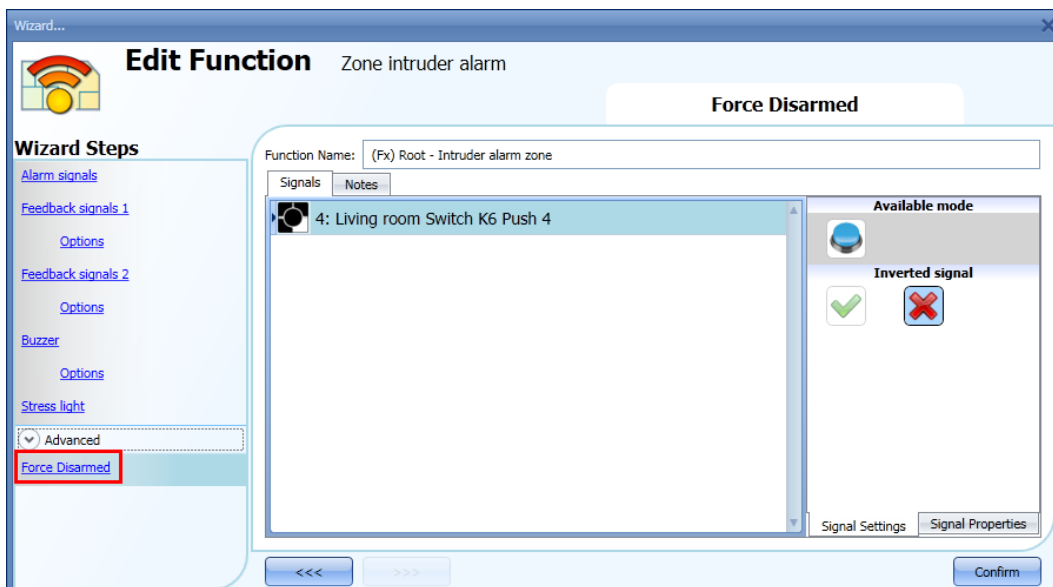 Wizard...
Edit Function Zone intruder alarm
Force Disarmed
Wizard Steps
Alarm signals
Feedback signals 1
Options
Feedback signals 2
Options
Buzzer
Options
Stress light
Advanced
Force Disarmed
Function Name: (Fx) Root - Intruder alarm zone
Signals Notes
4: Living room Switch K6 Push 4
Available mode
Inverted signal
Signal Settings Signal Properties
<<< >>> Confirm